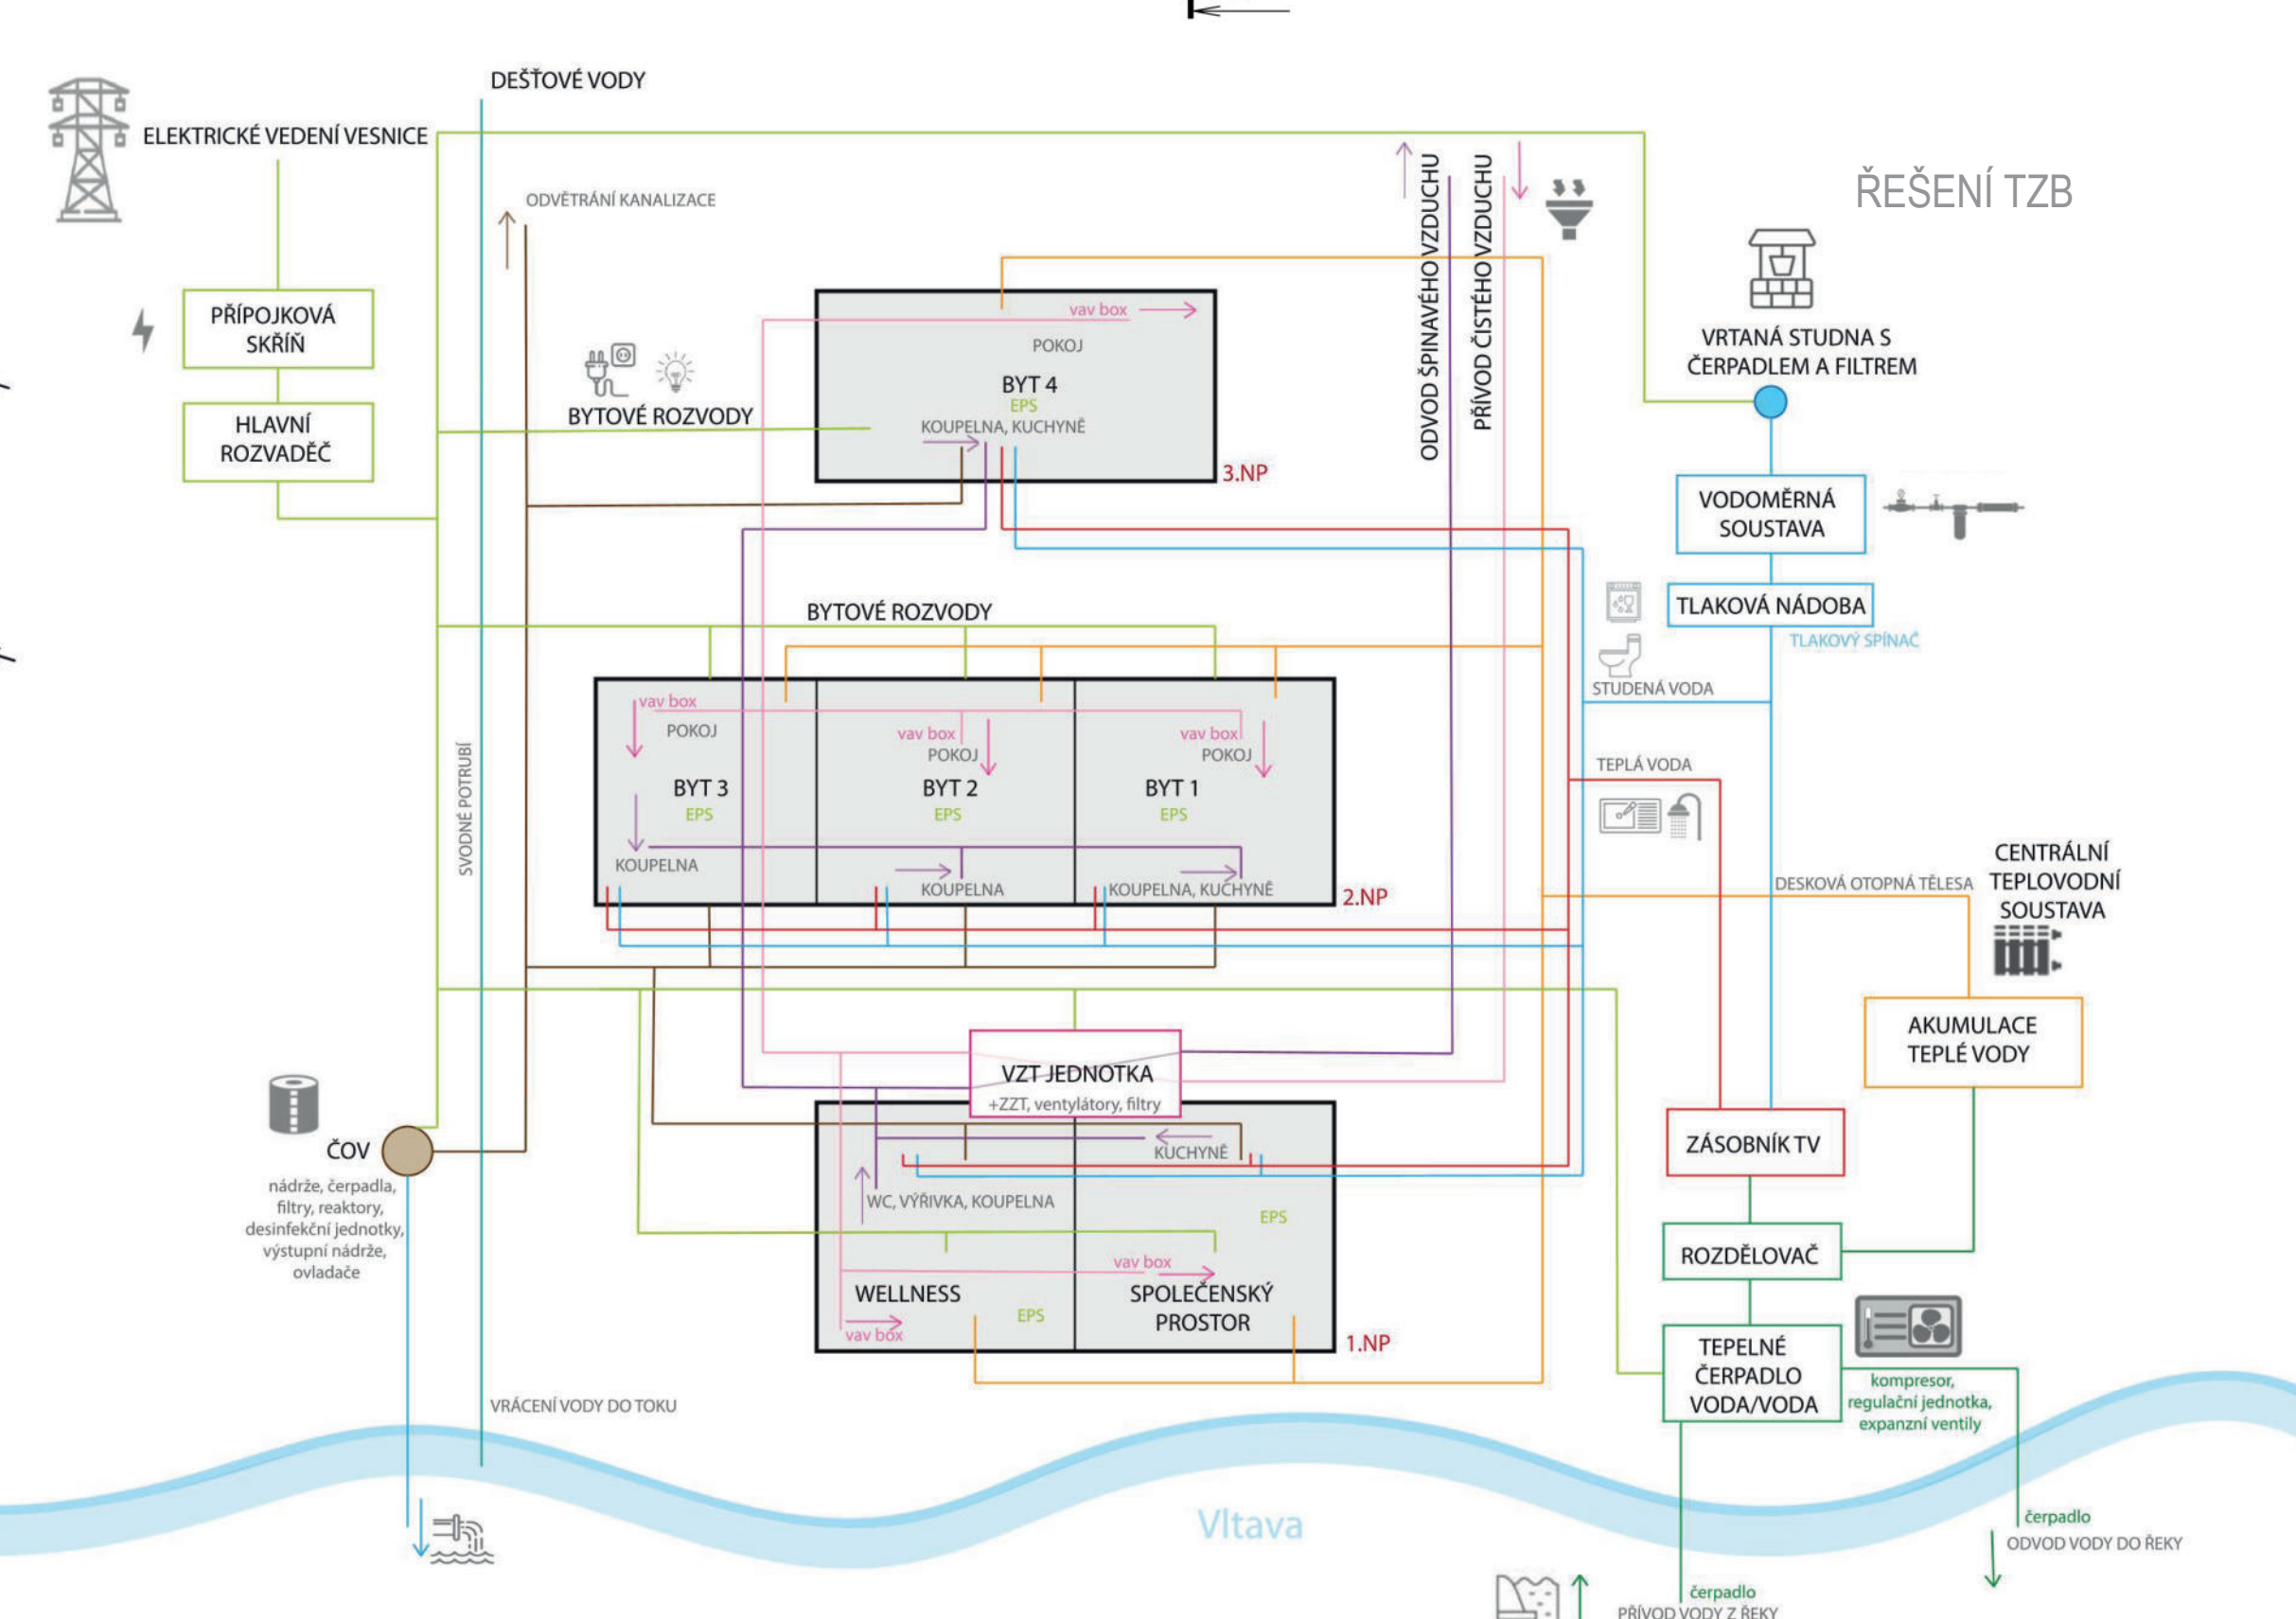 DEŠŤOVÉ VODY
ELEKTRICKÉ VEDENÍ VESNICE
ODVĚTRÁNÍ KANALIZACE
ODVOD ŠPINAVÉHO VZDUCHU
PŘÍVOD ČISTÉHO VZDUCHU
ŘEŠENÍ TZB
PŘÍPOJKOVÁ
SKŘÍŇ
HLAVNÍ
ROZVADĚČ
BYTOVÉ ROZVODY
vav box
POKOJ
BYT 4
EPS
KOUPELNA, KUCHYNĚ
3.NP
VRTANÁ STUDNA S
ČERPADLEM A FILTREM
VODOMĚRNÁ
SOUSTAVA
TLAKOVÁ NÁDOBA
TLAKOVÝ SPÍNAČ
STUDENÁ VODA
TEPLÁ VODA
BYTOVÉ ROZVODY
SVODNÉ POTRUBÍ
vav box
POKOJ
BYT 3
EPS
KOUPELNA
vav box
POKOJ
BYT 2
EPS
KOUPELNA
vav box
POKOJ
BYT 1
EPS
KOUPELNA, KUCHYNĚ
2.NP
DESKOVÁ OTOPNÁ TĚLESA
CENTRÁLNÍ
TEPLOVODNÍ
SOUSTAVA
AKUMULACE
TEPLÉ VODY
VZT JEDNOTKA
+ZZT, ventylátory, filtry
KUCHYNĚ
WC, VÝŘIVKA, KOUPELNA
EPS
vav box
WELLNESS
SPOLEČENSKÝ
PROSTOR
EPS
vav box
1.NP
ČOV
nádrže, čerpadla,
filtry, reaktory,
desinfekční jednotky,
výstupní nádrže,
ovladače
ZÁSOBNÍK TV
ROZDĚLOVAČ
TEPELNÉ
ČERPADLO
VODA/VODA
kompresor,
regulační jednotka,
expanzní ventily
VRÁCENÍ VODY DO TOKU
Vltava
čerpadlo
ODVOD VODY DO ŘEKY
čerpadlo
PŘÍVOD VODY Z ŘEKY